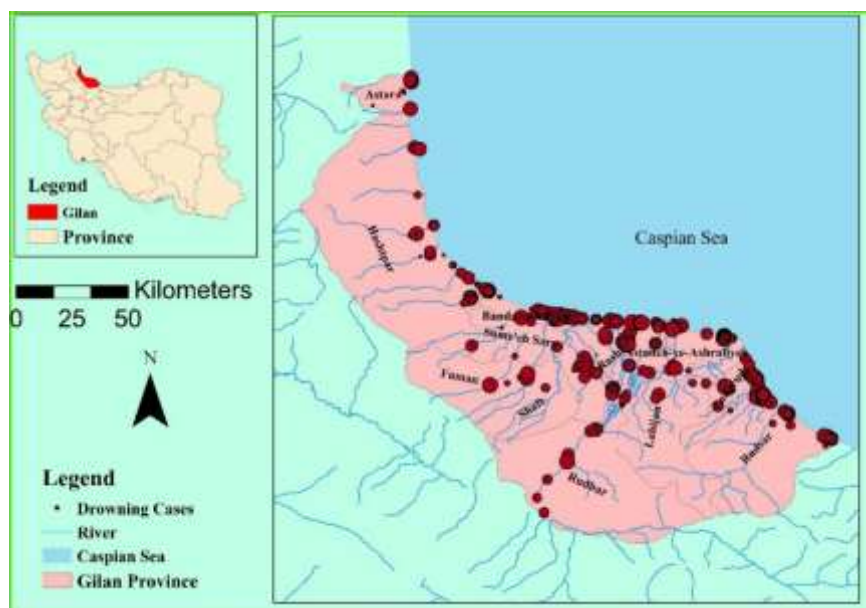 Legend
Gilan
Province
Kilometers
0 25 50
N
Legend
Drowning Cases
River
Caspian Sea
Gilan Province
Astara
Hashtpar
Caspian Sea
Fuman
Shaft
Lahijan
Rudbar
Rudsar